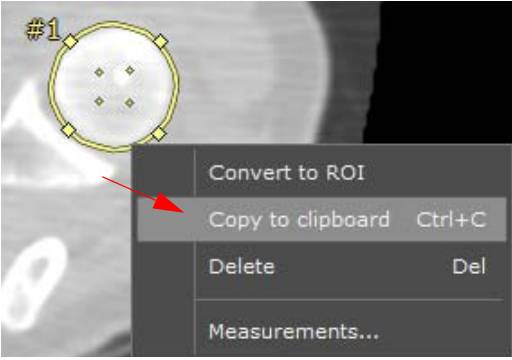 #1
Convert to ROI
Copy to clipboard Ctrl+C
Delete Del
Measurements...